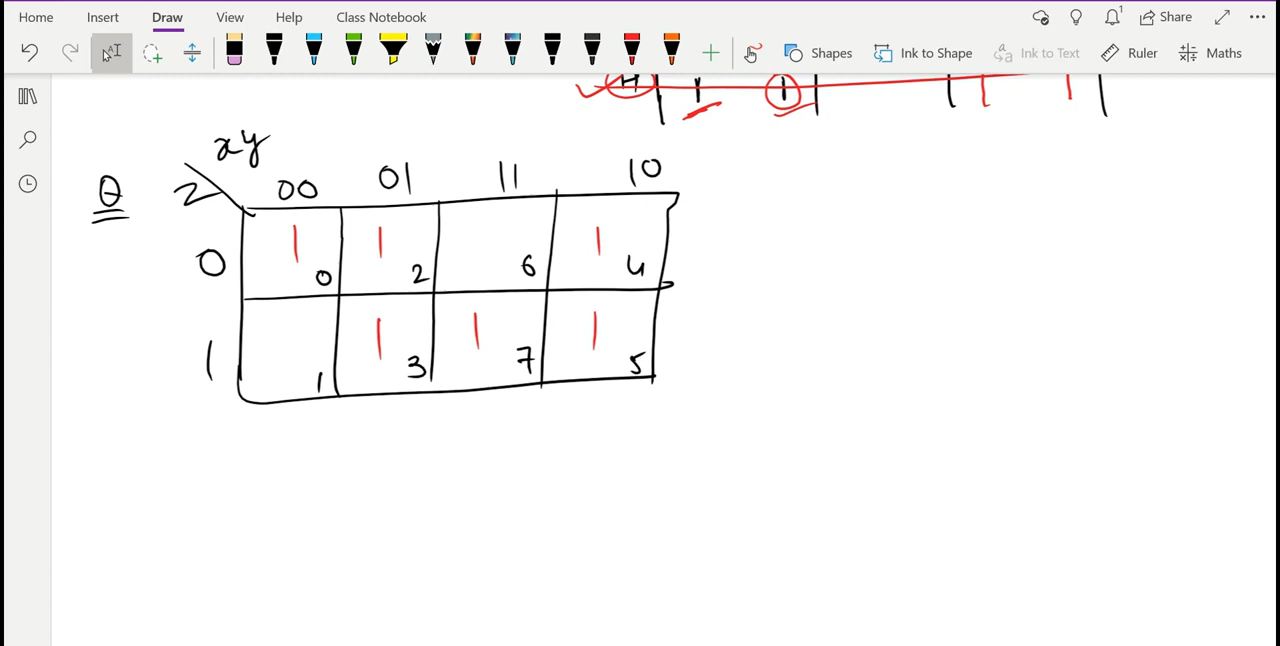 Home Insert Draw View Help Class Notebook Share
Shapes Ink to Shape Ink to Text Ruler Maths
1 1
xy
Q z 00 01 11 10
0 1 0 1 2 6 1 4
1 1 1 3 1 7 1 5